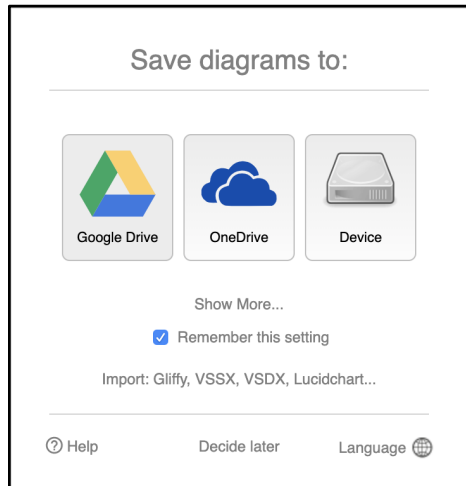 Save diagrams to:
Google Drive OneDrive Device
Show More...
Remember this setting
Import: Gliffy, VSSX, VSDX, Lucidchart...
Help Decide later Language